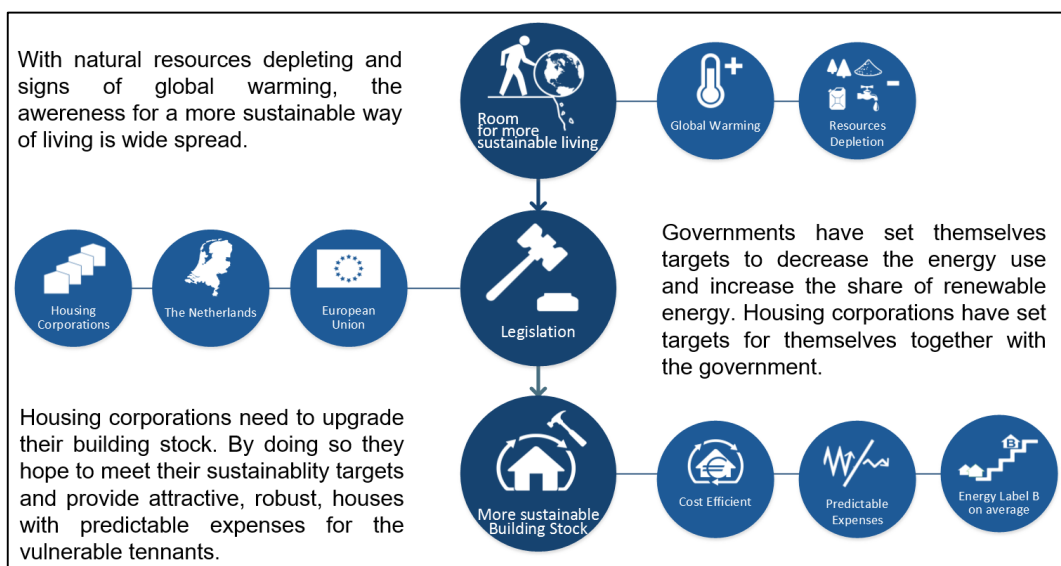 With natural resources depleting and
signs of global warming, the
awereness for a more sustainable way
of living is wide spread.
Room
for more
sustainable living
Global Warming
Resources
Depletion
Housing
Corporations
The Netherlands
European
Union
Legislation
Governments have set themselves
targets to decrease the energy use
and increase the share of renewable
energy. Housing corporations have set
targets for themselves together with
the government.
Housing corporations need to upgrade
their building stock. By doing so they
hope to meet their sustainablity targets
and provide attractive, robust, houses
with predictable expenses for the
vulnerable tennants.
More sustainable
Building Stock
Cost Efficient
Predictable
Expenses
B
Energy Label B
on average